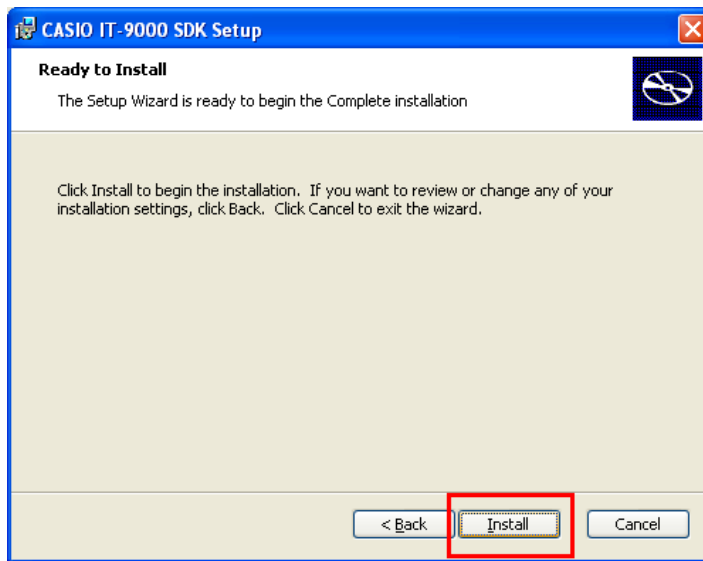 CASIO IT-9000 SDK Setup
Ready to Install
The Setup Wizard is ready to begin the Complete installation
Click Install to begin the installation.  If you want to review or change any of your
installation settings, click Back.  Click Cancel to exit the wizard.
< Back
Install
Cancel